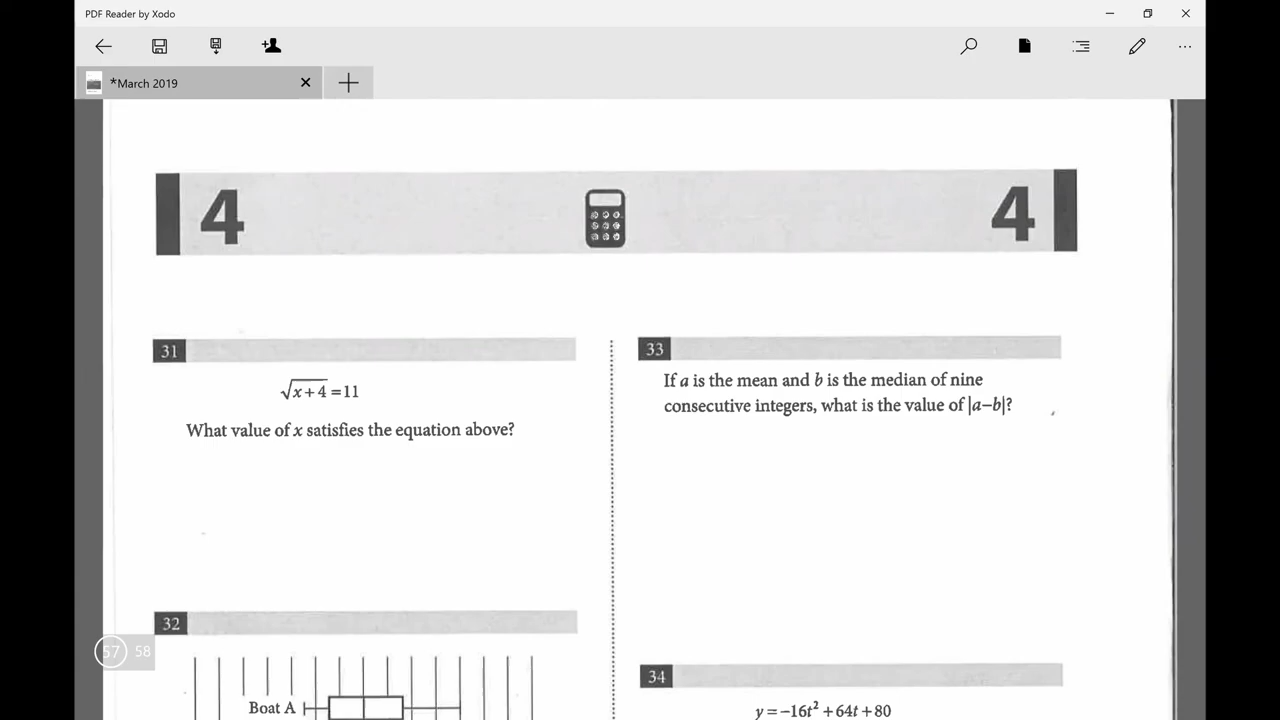 PDF Reader by Xodo
*March 2019
4
4
31
√x+4 =11
What value of x satisfies the equation above?
32
Boat A
33
If a is the mean and b is the median of nine
consecutive integers, what is the value of |a−b|?
34
y = −16t² + 64t + 80
57 58